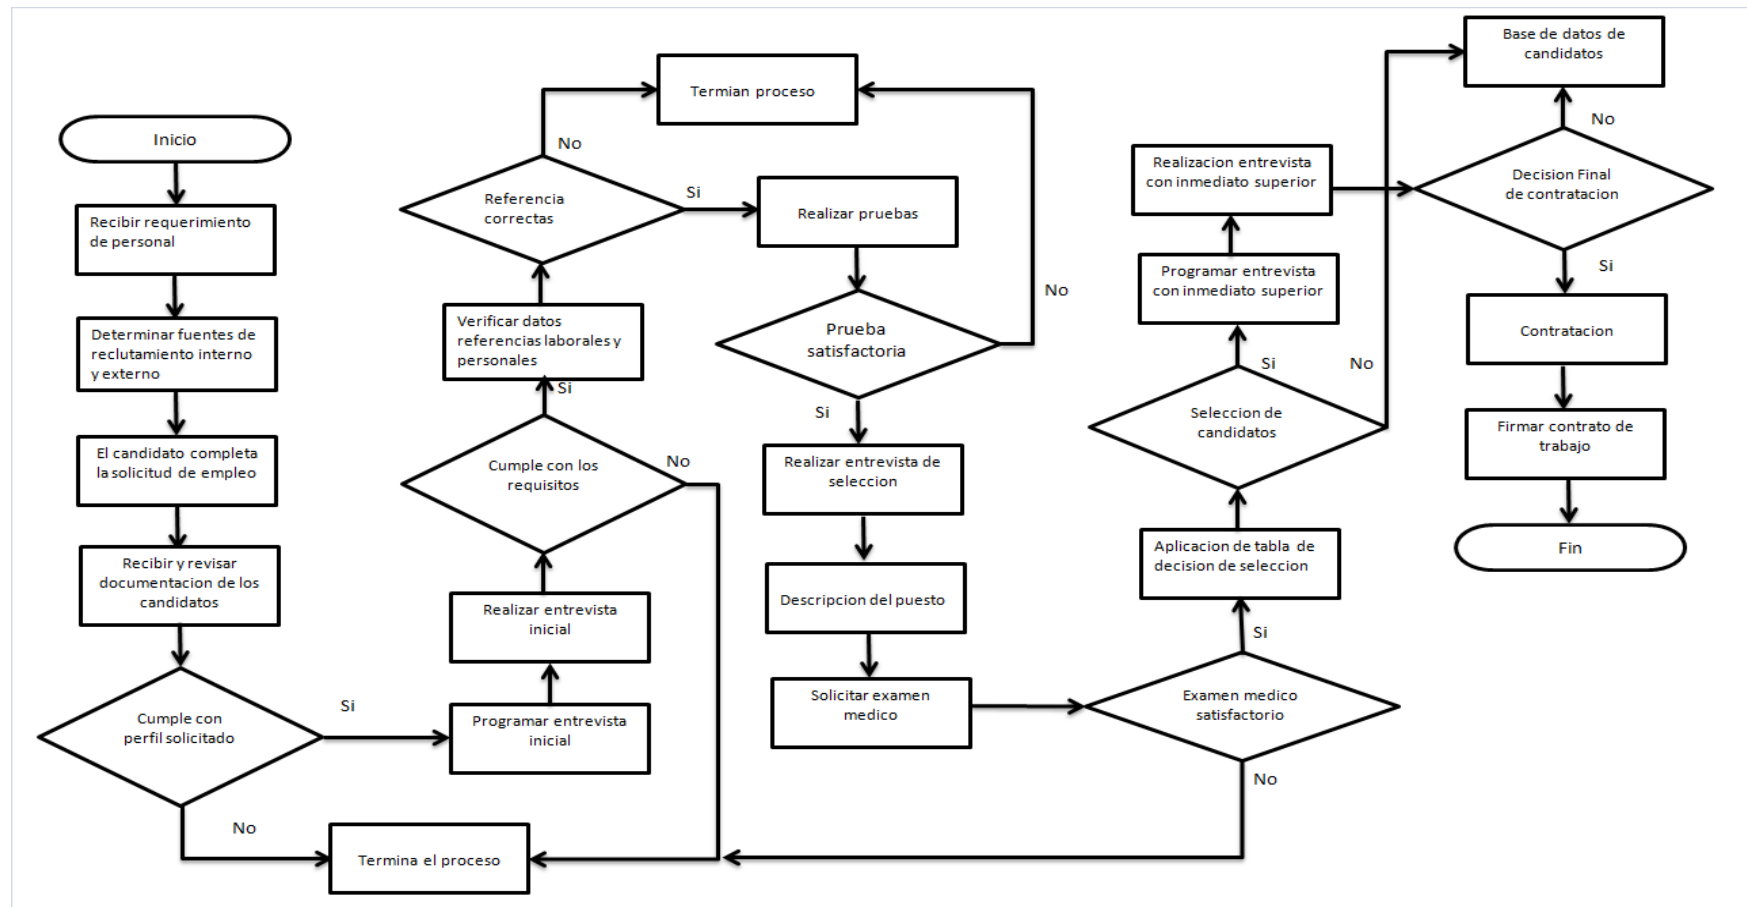 Inicio
Recibir requerimiento
de personal
Determinar fuentes de
reclutamiento interno
y externo
El candidato completa
la solicitud de empleo
Recibir y revisar
documentacion de los
candidatos
Cumple con
perfil solicitado
Si
No
Termina el proceso
Programar entrevista
inicial
Realizar entrevista
inicial
Cumple con los
requisitos
No
Si
Verificar datos
referencias laborales y
personales
Referencia
correctas
No
Si
Termian proceso
Realizar pruebas
Prueba
satisfactoria
No
Si
Realizar entrevista de
seleccion
Descripcion del puesto
Solicitar examen
medico
Examen medico
satisfactorio
No
Si
Aplicacion de tabla de
decision de seleccion
Seleccion de
candidatos
Si
No
Programar entrevista
con inmediato superior
Realizacion entrevista
con inmediato superior
Base de datos de
candidatos
No
Decision Final
de contratacion
Si
Contratacion
Firmar contrato de
trabajo
Fin